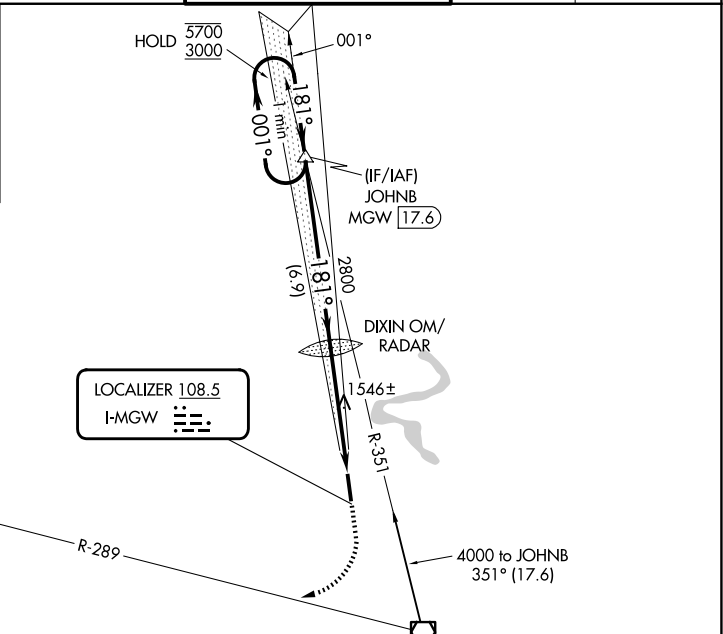 HOLD 5700
3000
001°
181°
1 min
001°
(IF/IAF)
JOHNB
MGW 17.6
2800
181°
(6.9)
DIXIN OM/
RADAR
LOCALIZER 108.5
I-MGW
1546±
R-351
R-289
4000 to JOHNB
351° (17.6)